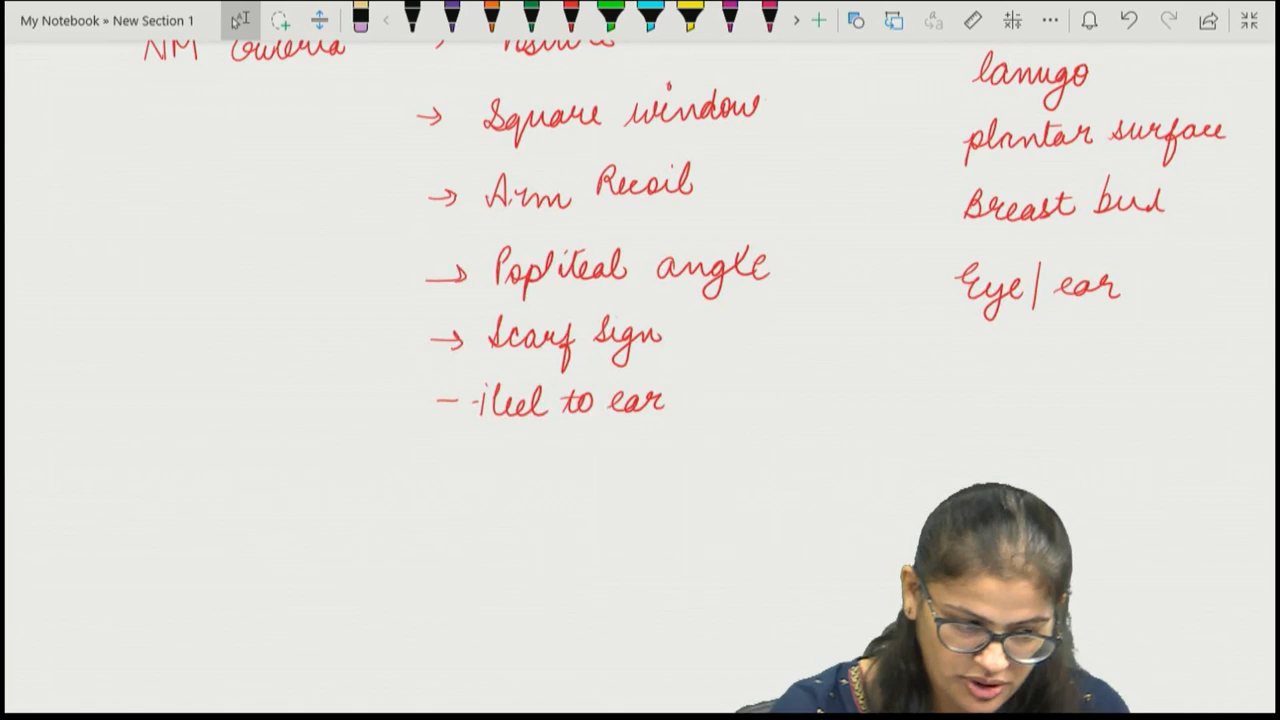 My Notebook » New Section 1
NM Criteria → Posture
→ Square window
→ Arm Recoil
→ Popliteal angle
→ Scarf Sign
- Heel to ear
lanugo
plantar surface
Breast bud
Eye/ear